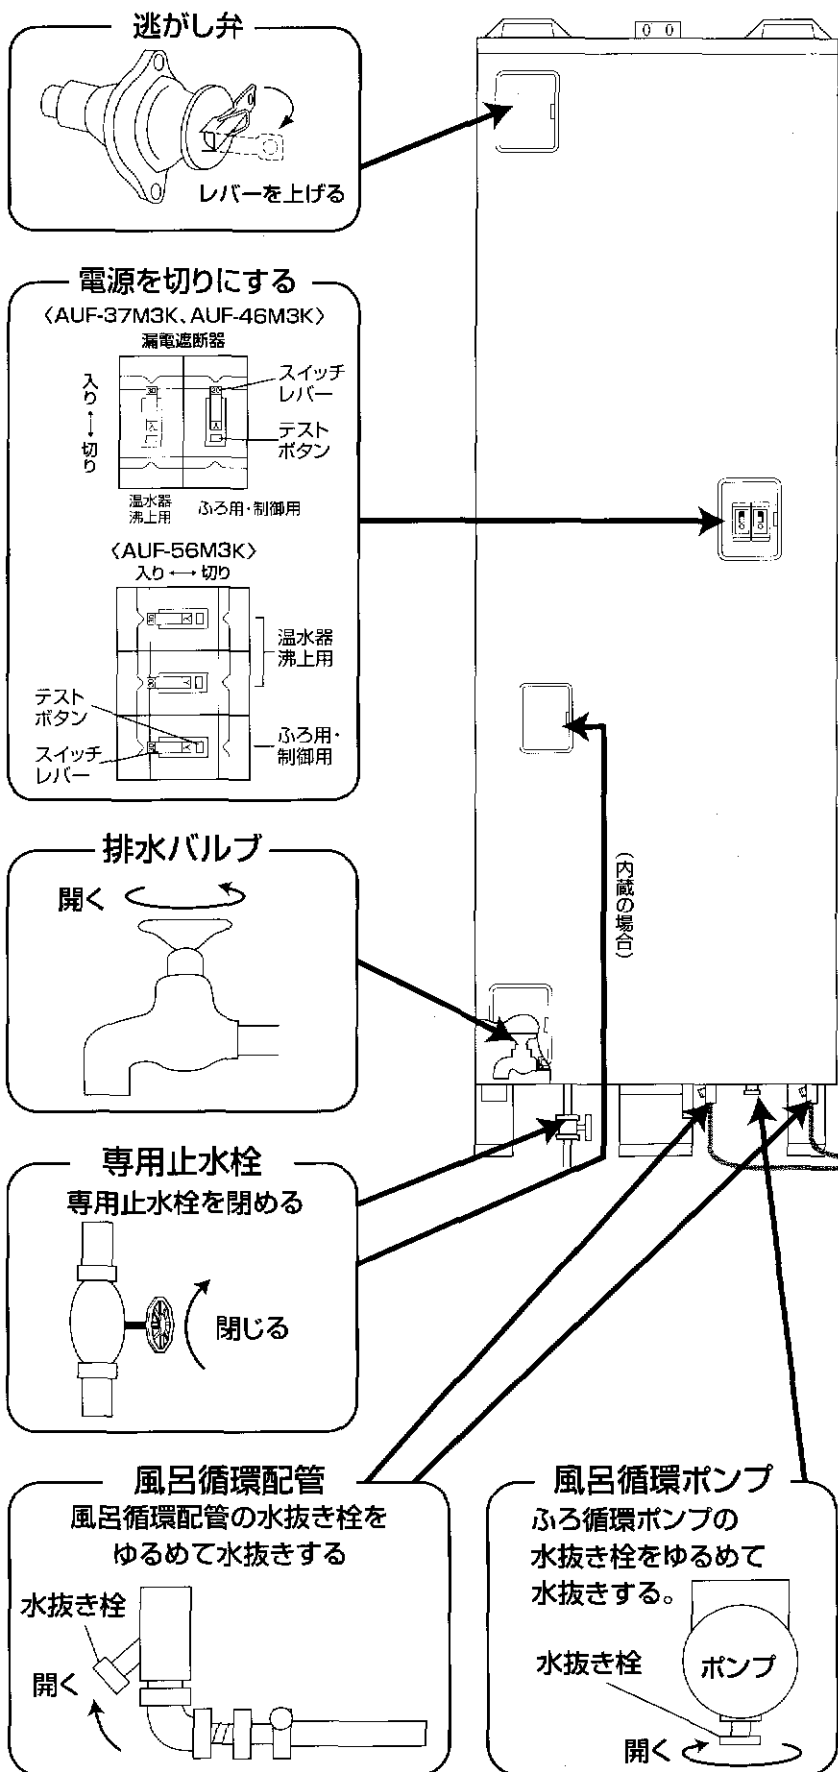 逃がし弁
レバーを上げる
電源を切りにする
〈AUF-37M3K、AUF-46M3K〉
漏電遮断器
入り←→切り
スイッチ
レバー
テスト
ボタン
温水器
沸上用
ふろ用・制御用
〈AUF-56M3K〉
入り←→切り
温水器
沸上用
テスト
ボタン
スイッチ
レバー
ふろ用・
制御用
排水バルブ
開く
(内蔵の場合)
専用止水栓
専用止水栓を閉める
閉じる
風呂循環配管
風呂循環配管の水抜き栓を
ゆるめて水抜きする
水抜き栓
開く
風呂循環ポンプ
ふろ循環ポンプの
水抜き栓をゆるめて
水抜きする。
水抜き栓
ポンプ
開く